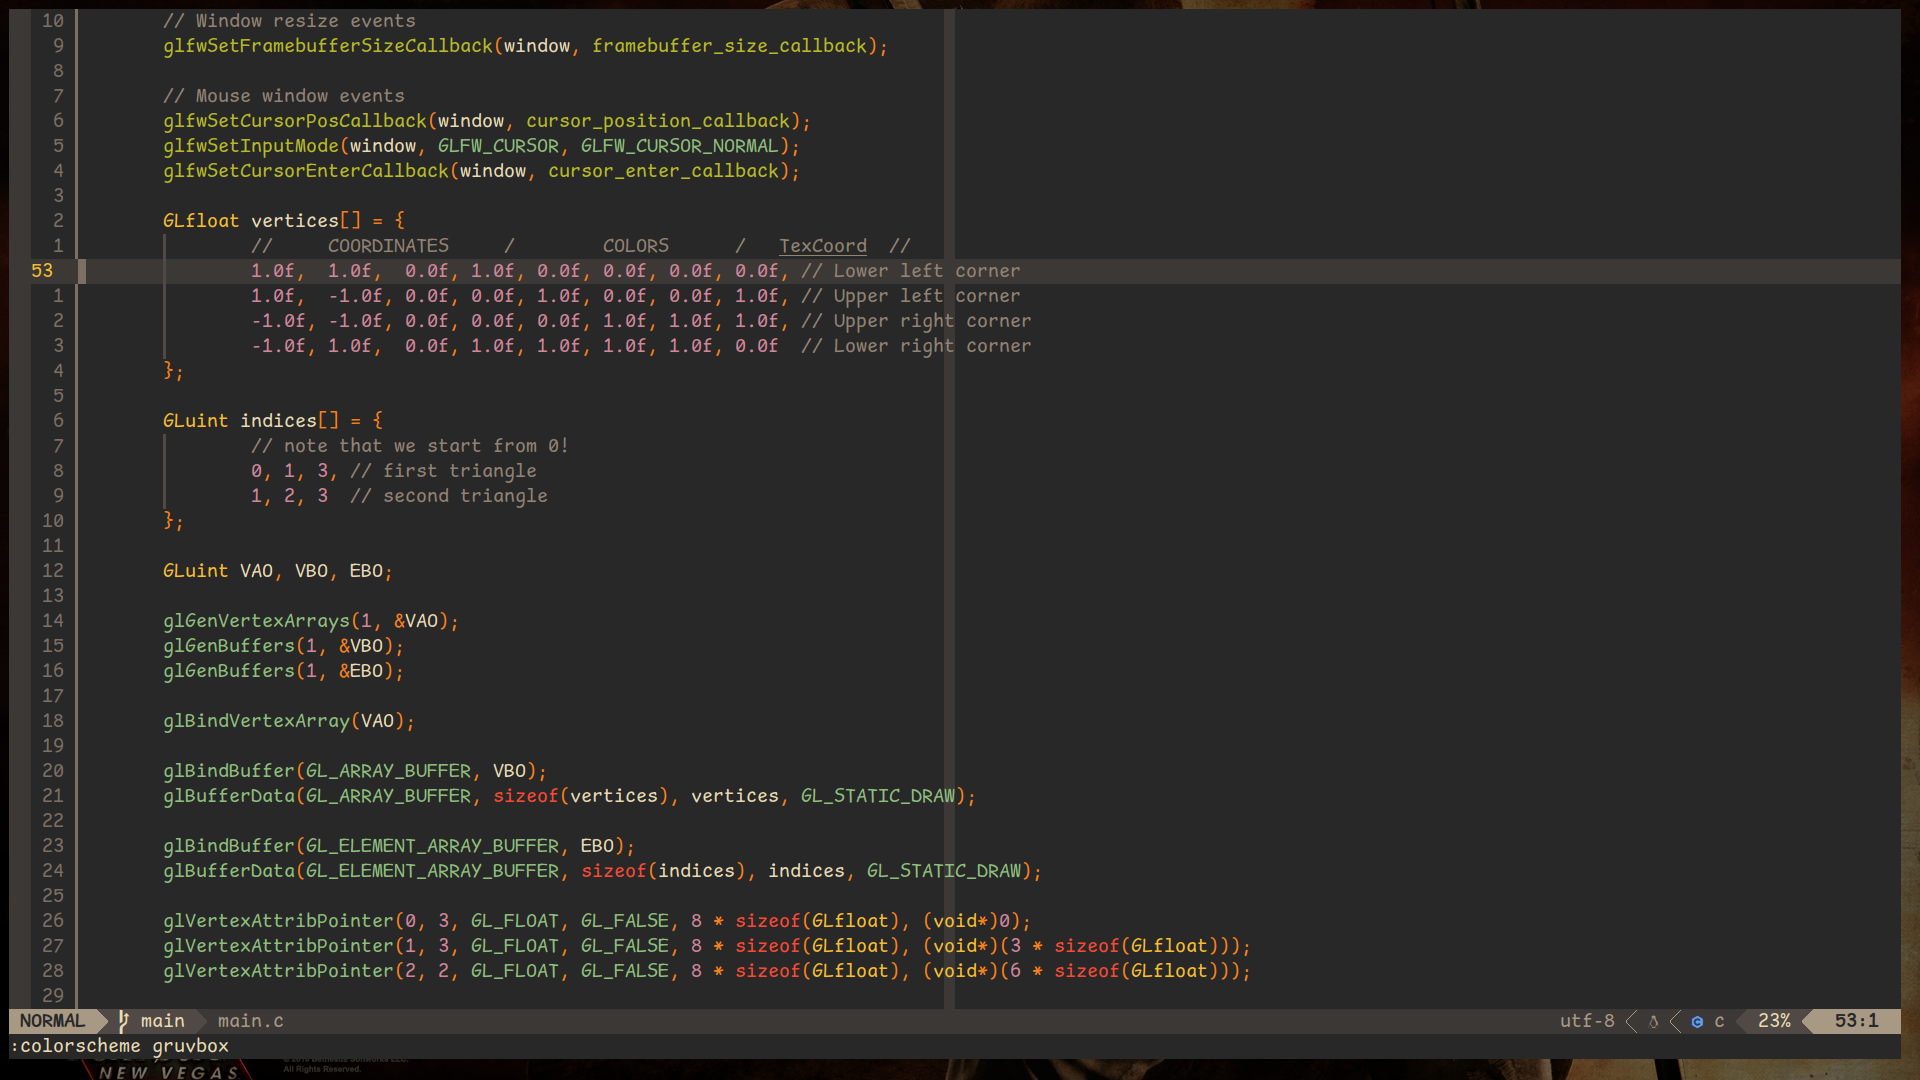 10 // Window resize events
9 glfwSetFramebufferSizeCallback(window, framebuffer_size_callback);
8
7 // Mouse window events
6 glfwSetCursorPosCallback(window, cursor_position_callback);
5 glfwSetInputMode(window, GLFW_CURSOR, GLFW_CURSOR_NORMAL);
4 glfwSetCursorEnterCallback(window, cursor_enter_callback);
3
2 GLfloat vertices[] = {
1 // COORDINATES / COLORS / TexCoord //
53 1.0f, 1.0f, 0.0f, 1.0f, 0.0f, 0.0f, 0.0f, 0.0f, // Lower left corner
1 1.0f, -1.0f, 0.0f, 0.0f, 1.0f, 0.0f, 0.0f, 1.0f, // Upper left corner
2 -1.0f, -1.0f, 0.0f, 0.0f, 0.0f, 1.0f, 1.0f, 1.0f, // Upper right corner
3 -1.0f, 1.0f, 0.0f, 1.0f, 1.0f, 1.0f, 1.0f, 0.0f // Lower right corner
4 };
5
6 GLuint indices[] = {
7 // note that we start from 0!
8 0, 1, 3, // first triangle
9 1, 2, 3 // second triangle
10 };
11
12 GLuint VAO, VBO, EBO;
13
14 glGenVertexArrays(1, &VAO);
15 glGenBuffers(1, &VBO);
16 glGenBuffers(1, &EBO);
17
18 glBindVertexArray(VAO);
19
20 glBindBuffer(GL_ARRAY_BUFFER, VBO);
21 glBufferData(GL_ARRAY_BUFFER, sizeof(vertices), vertices, GL_STATIC_DRAW);
22
23 glBindBuffer(GL_ELEMENT_ARRAY_BUFFER, EBO);
24 glBufferData(GL_ELEMENT_ARRAY_BUFFER, sizeof(indices), indices, GL_STATIC_DRAW);
25
26 glVertexAttribPointer(0, 3, GL_FLOAT, GL_FALSE, 8 * sizeof(GLfloat), (void*)0);
27 glVertexAttribPointer(1, 3, GL_FLOAT, GL_FALSE, 8 * sizeof(GLfloat), (void*)(3 * sizeof(GLfloat)));
28 glVertexAttribPointer(2, 2, GL_FLOAT, GL_FALSE, 8 * sizeof(GLfloat), (void*)(6 * sizeof(GLfloat)));
29
NORMAL main main.c utf-8 c 23% 53:1
:colorscheme gruvbox
NEW VEGAS All Rights Reserved.